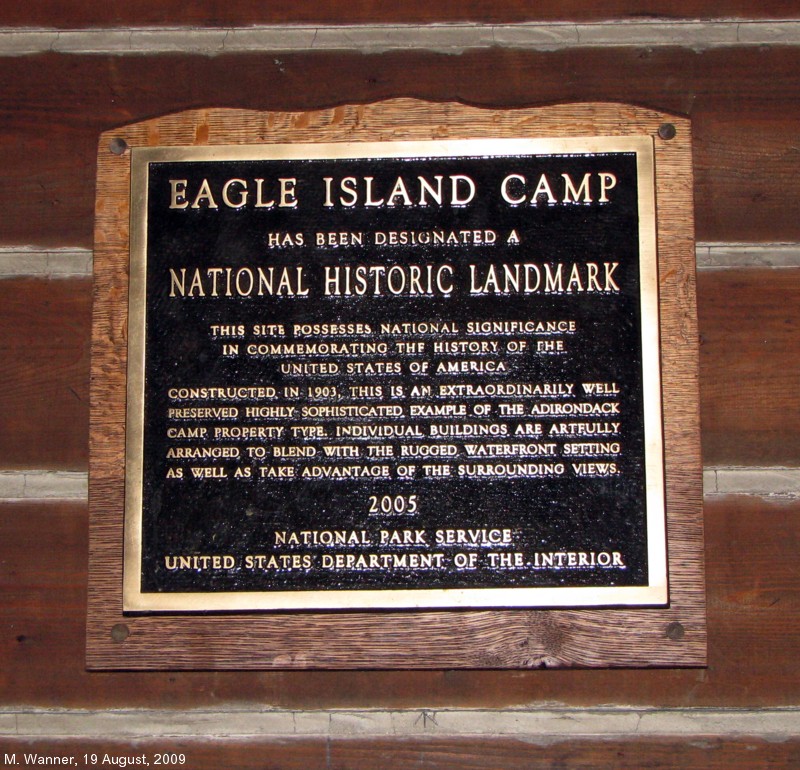 EAGLE ISLAND CAMP
HAS BEEN DESIGNATED A
NATIONAL HISTORIC LANDMARK
THIS SITE POSSESSES NATIONAL SIGNIFICANCE
IN COMMEMORATING THE HISTORY OF THE
UNITED STATES OF AMERICA
CONSTRUCTED IN 1903, THIS IS AN EXTRAORDINARILY WELL
PRESERVED HIGHLY SOPHISTICATED EXAMPLE OF THE ADIRONDACK
CAMP PROPERTY TYPE. INDIVIDUAL BUILDINGS ARE ARTFULLY
ARRANGED TO BLEND WITH THE RUGGED WATERFRONT SETTING
AS WELL AS TAKE ADVANTAGE OF THE SURROUNDING VIEWS.
2005
NATIONAL PARK SERVICE
UNITED STATES DEPARTMENT OF THE INTERIOR
M. Wanner, 19 August, 2009